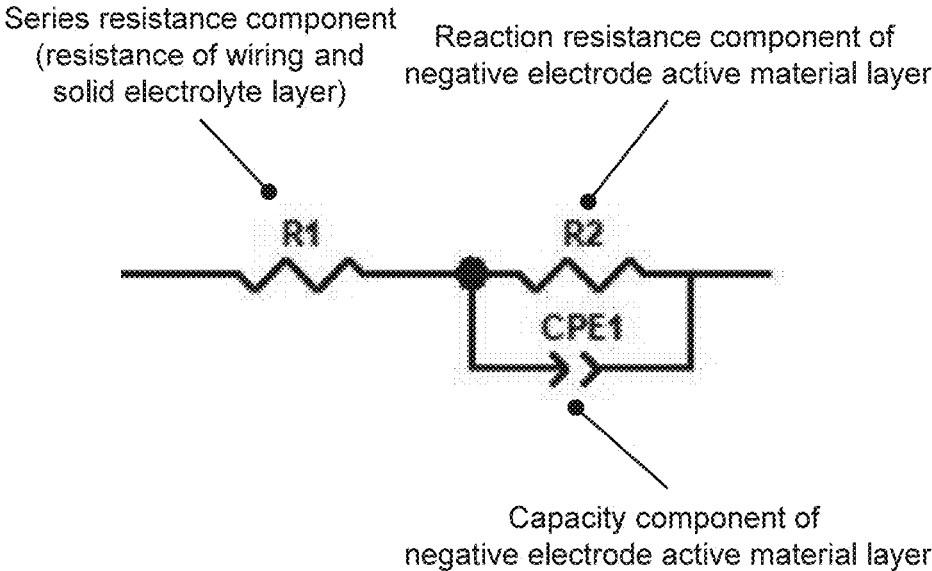 Series resistance component
(resistance of wiring and
solid electrolyte layer)
Reaction resistance component of
negative electrode active material layer
R1
R2
CPE1
Capacity component of
negative electrode active material layer